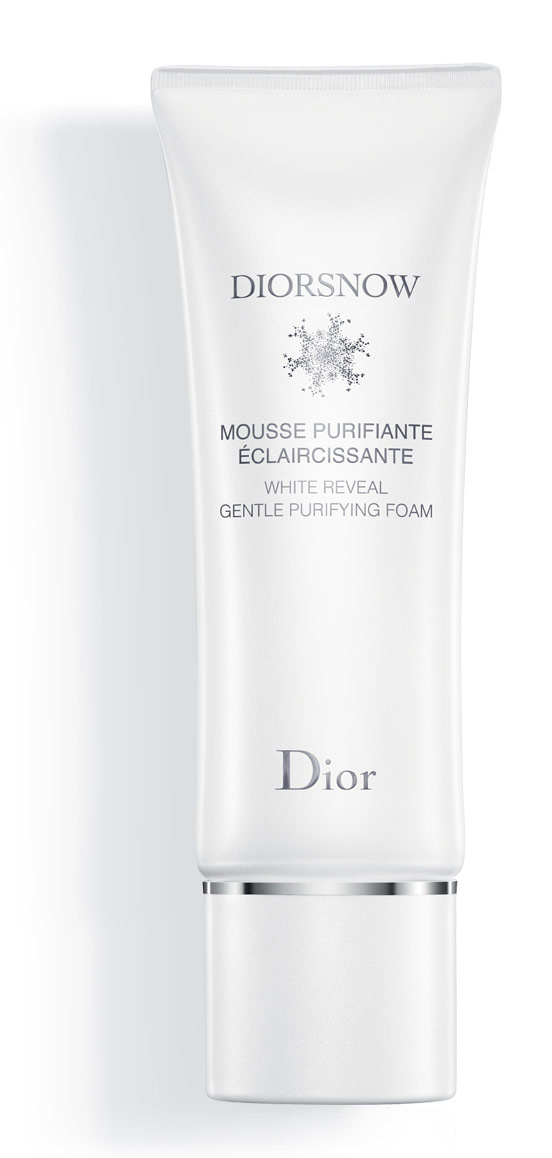 DIORSNOW
MOUSSE PURIFIANTE
ÉCLAIRCISSANTE
WHITE REVEAL
GENTLE PURIFYING FOAM
Dior